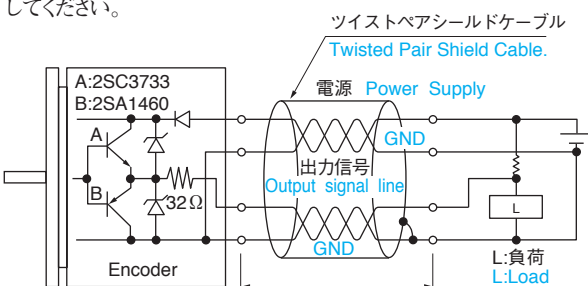 してください。
ツイストペアシールドケーブル
Twisted Pair Shield Cable.
A:2SC3733
B:2SA1460
電源 Power Supply
A
GND
出力信号
Output signal line
B
32Ω
L
GND
Encoder
L:負荷
L:Load